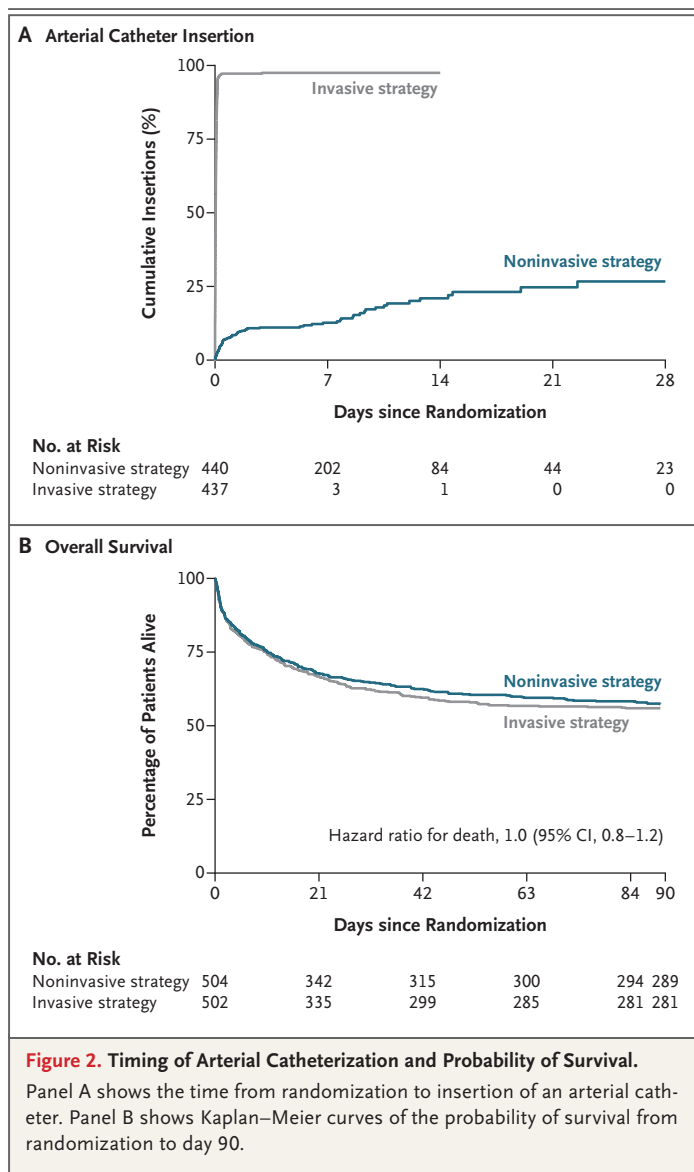 A Arterial Catheter Insertion
100
75
50
25
0
Cumulative Insertions (%)
Invasive strategy
Noninvasive strategy
0 7 14 21 28
Days since Randomization
No. at Risk
Noninvasive strategy 440 202 84 44 23
Invasive strategy 437 3 1 0 0
B Overall Survival
100
75
50
25
0
Percentage of Patients Alive
Noninvasive strategy
Invasive strategy
Hazard ratio for death, 1.0 (95% CI, 0.8–1.2)
0 21 42 63 84 90
Days since Randomization
No. at Risk
Noninvasive strategy 504 342 315 300 294 289
Invasive strategy 502 335 299 285 281 281
Figure 2. Timing of Arterial Catheterization and Probability of Survival.
Panel A shows the time from randomization to insertion of an arterial cath-
eter. Panel B shows Kaplan–Meier curves of the probability of survival from
randomization to day 90.